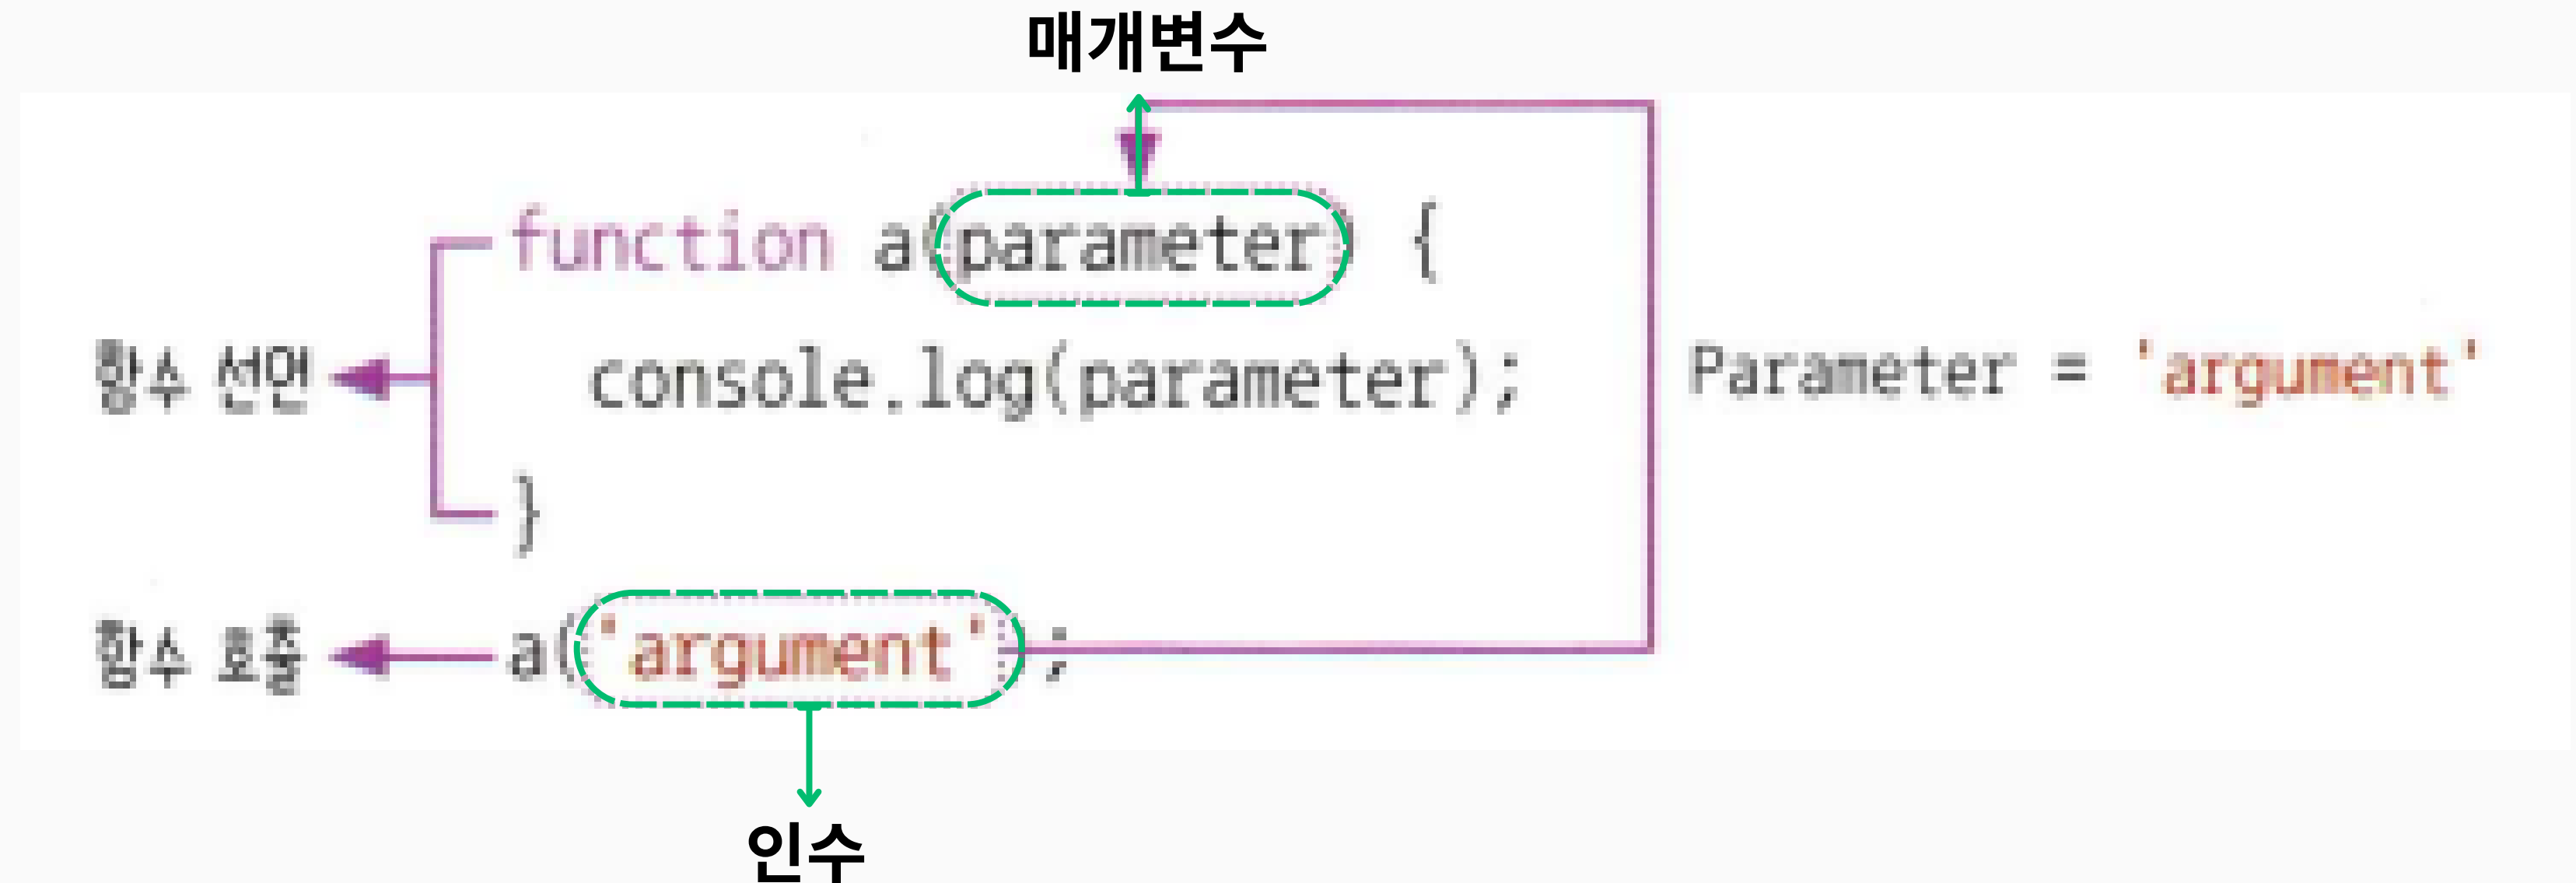 매개변수
function a(parameter) {
함수 선언
console.log(parameter);
Parameter = 'argument'
}
함수 호출
a('argument');
인수